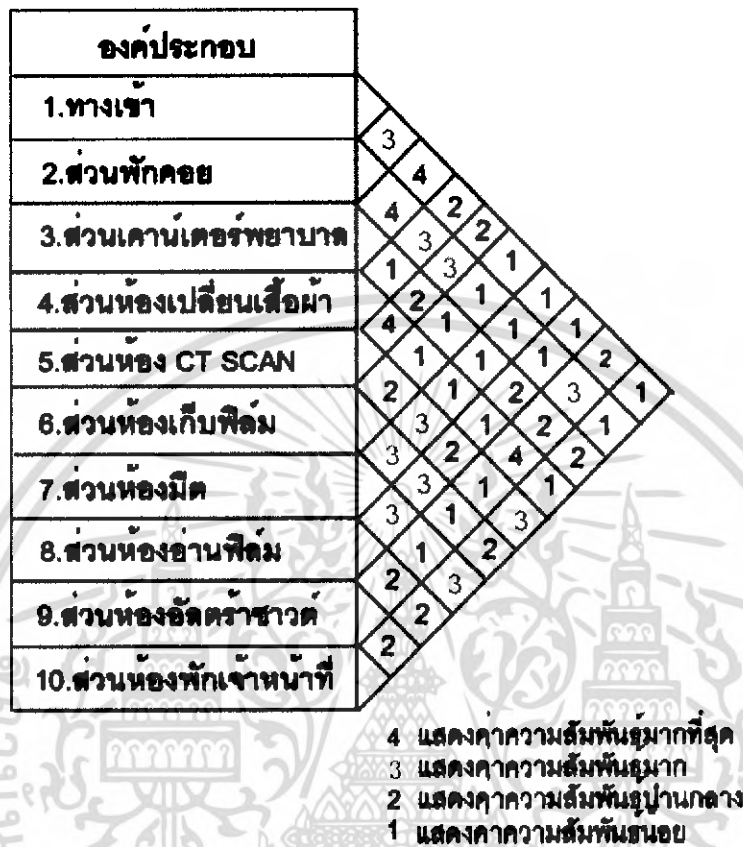 องค์ประกอบ
1.ทางเข้า
3
2.ส่วนพักคอย 4
4 2
3.ส่วนเคาน์เตอร์พยาบาล 3 2
1 3 1
4.ส่วนห้องเปลี่ยนเสื้อผ้า 2 1 1
4 1 1 1
5.ส่วนห้อง CT SCAN 1 1 1 2
2 1 2 3 1
6.ส่วนห้องเก็บฟิล์ม 3 1 2 1
3 2 4 2
7.ส่วนห้องมืด 3 1 1
3 1 3
8.ส่วนห้องอ่านฟิล์ม 1 2
2 3
9.ส่วนห้องอัลตร้าซาวด์ 2
2
10.ส่วนห้องพักเจ้าหน้าที่
4 แสดงค่าความสัมพันธ์มากที่สุด
3 แสดงค่าความสัมพันธ์มาก
2 แสดงค่าความสัมพันธ์ปานกลาง
1 แสดงค่าความสัมพันธ์น้อย